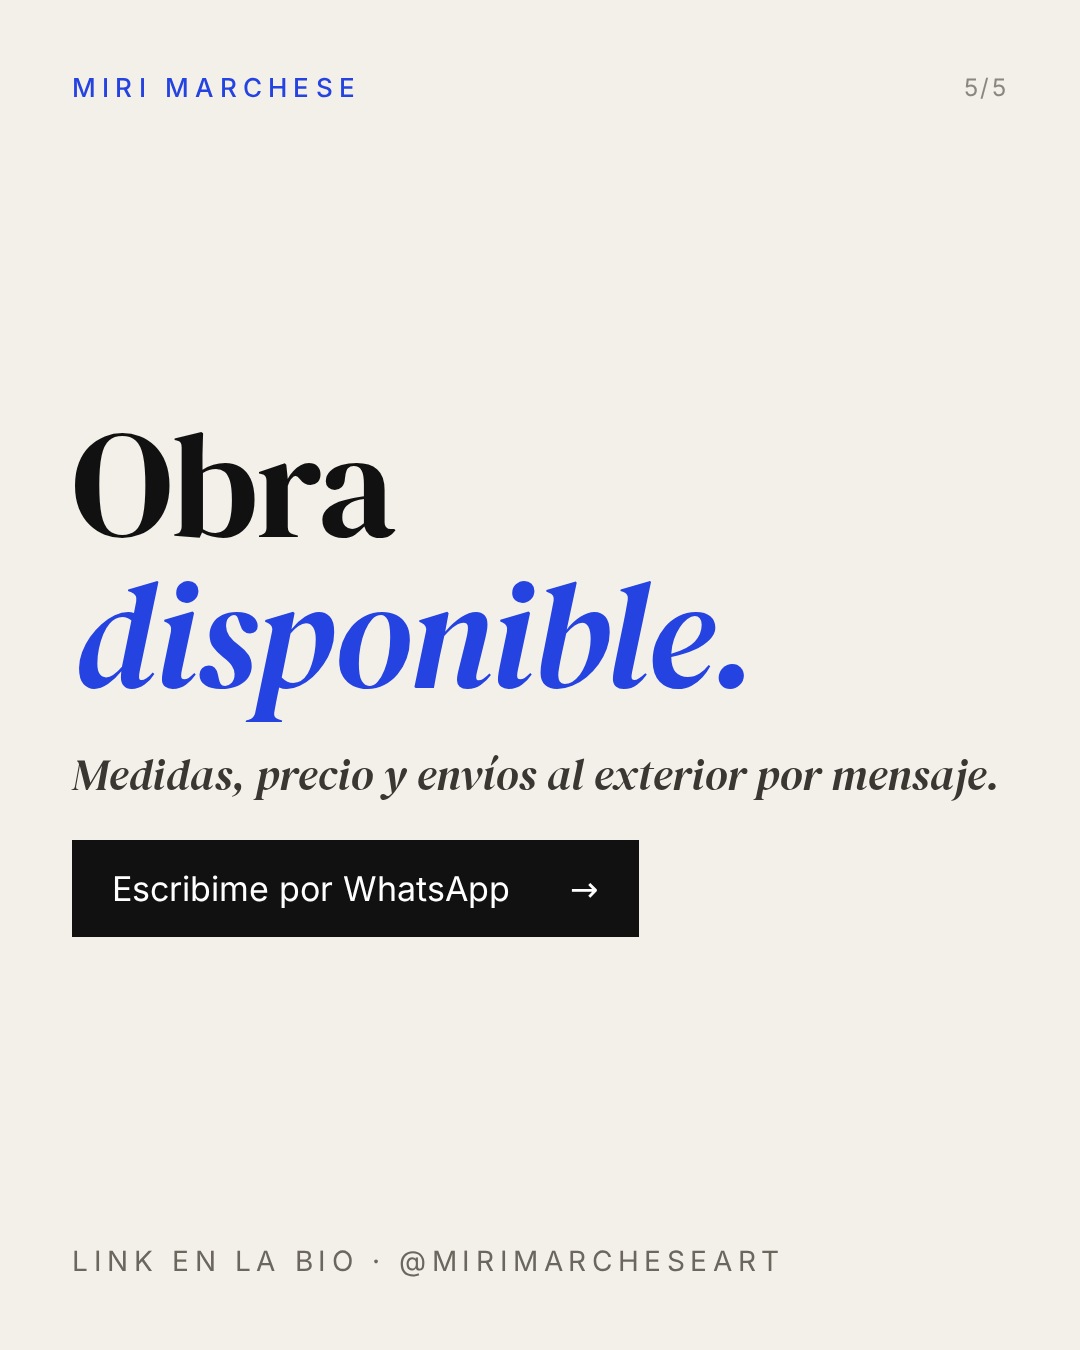 MIRI MARCHESE
5/5
Obra
disponible.
Medidas, precio y envíos al exterior por mensaje.
Escribime por WhatsApp →
LINK EN LA BIO · @MIRIMARCHESEART